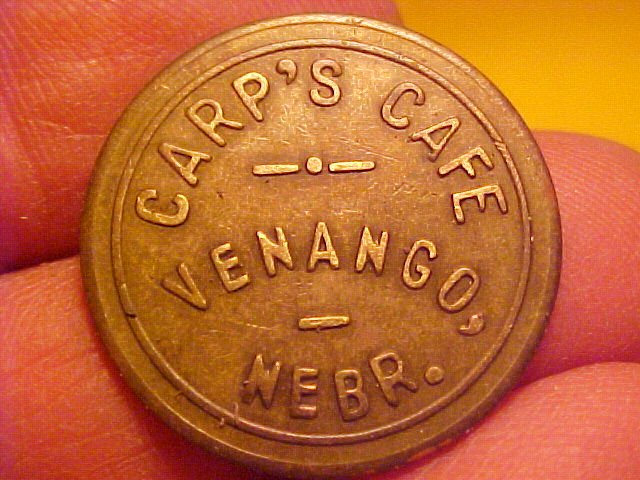 CARP'S CAFE
VENANGO,
NEBR.